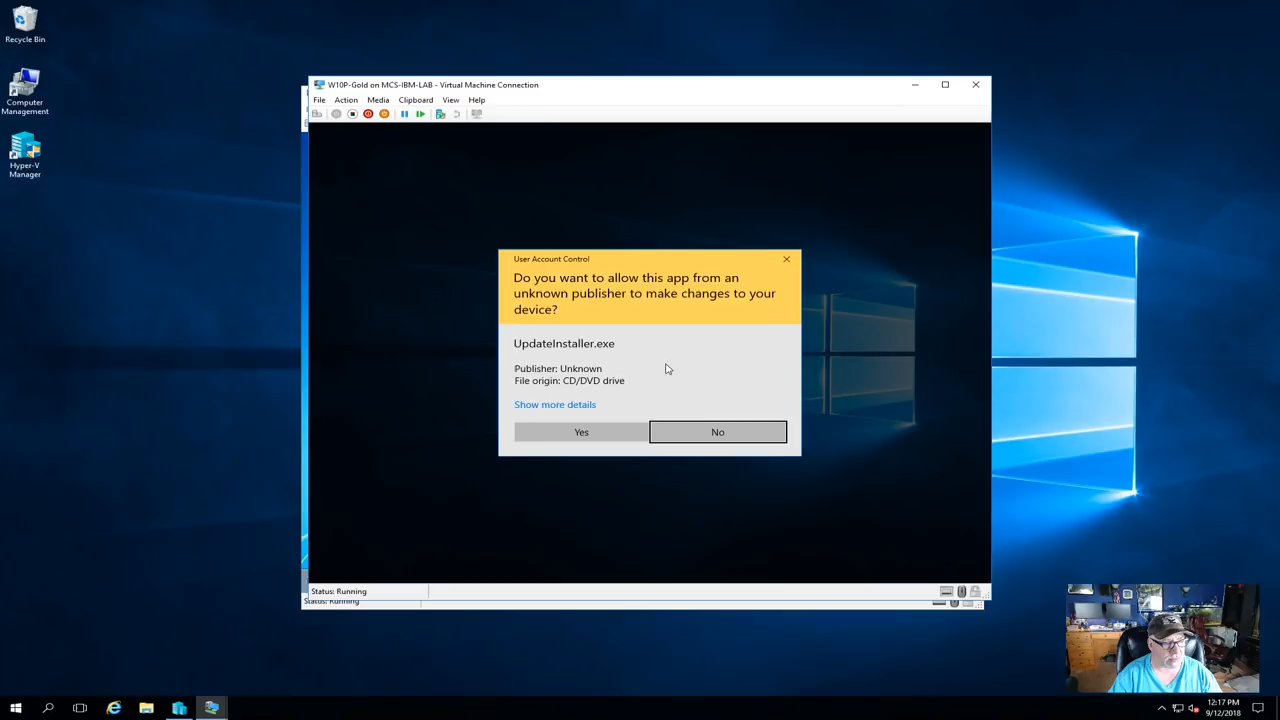 Recycle Bin
Computer
Management
Hyper-V
Manager
W10P-Gold on MCS-IBM-LAB - Virtual Machine Connection
File Action Media Clipboard View Help
User Account Control
Do you want to allow this app from an
unknown publisher to make changes to your
device?
UpdateInstaller.exe
Publisher: Unknown
File origin: CD/DVD drive
Show more details
Yes No
Status: Running
Status: Running
12:17 PM
9/12/2018